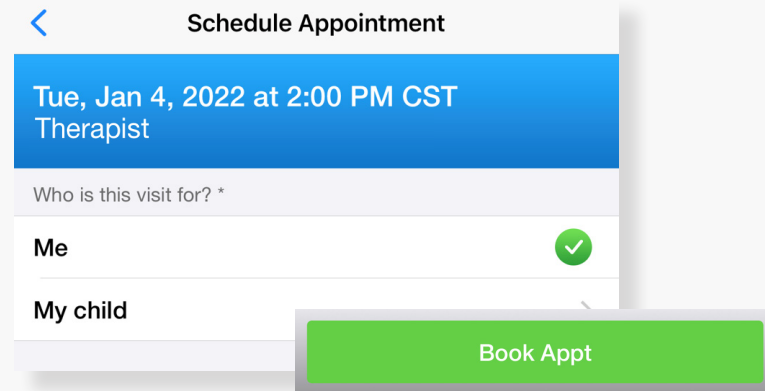 Schedule Appointment
Tue, Jan 4, 2022 at 2:00 PM CST
Therapist
Who is this visit for? *
Me
My child
Book Appt